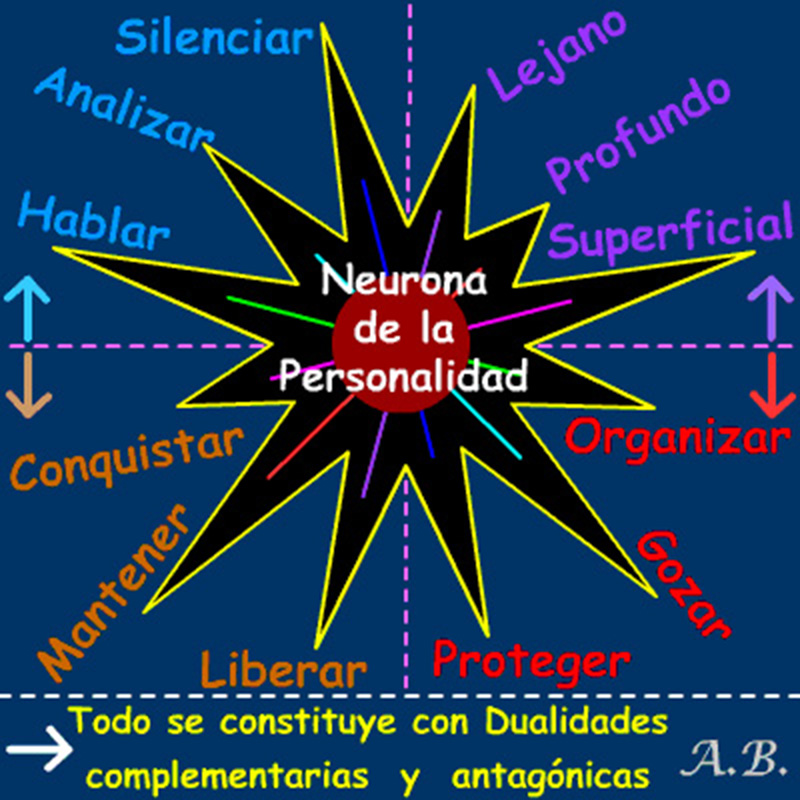 Silenciar
Lejano
Analizar
Profundo
Hablar
Superficial
Neurona
de la
Personalidad
Conquistar
Organizar
Mantener
Gozar
Liberar
Proteger
Todo se constituye con Dualidades
complementarias y antagónicas
A.B.